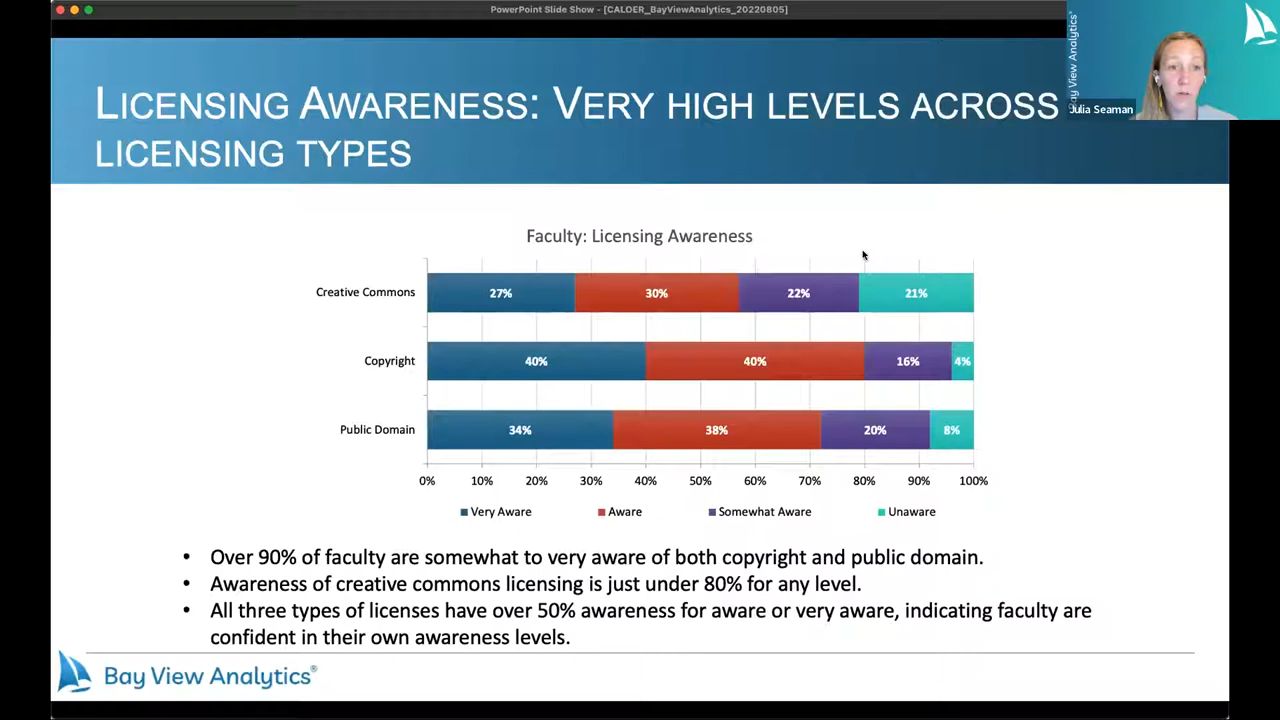 PowerPoint Slide Show - [CALDER_BayViewAnalytics_20220805]
Bay View Analytics®
Julia Seaman
LICENSING AWARENESS: VERY HIGH LEVELS ACROSS
LICENSING TYPES
Faculty: Licensing Awareness
Creative Commons 27% 30% 22% 21%
Copyright 40% 40% 16% 4%
Public Domain 34% 38% 20% 8%
0% 10% 20% 30% 40% 50% 60% 70% 80% 90% 100%
Very Aware Aware Somewhat Aware Unaware
• Over 90% of faculty are somewhat to very aware of both copyright and public domain.
• Awareness of creative commons licensing is just under 80% for any level.
• All three types of licenses have over 50% awareness for aware or very aware, indicating faculty are
confident in their own awareness levels.
Bay View Analytics®